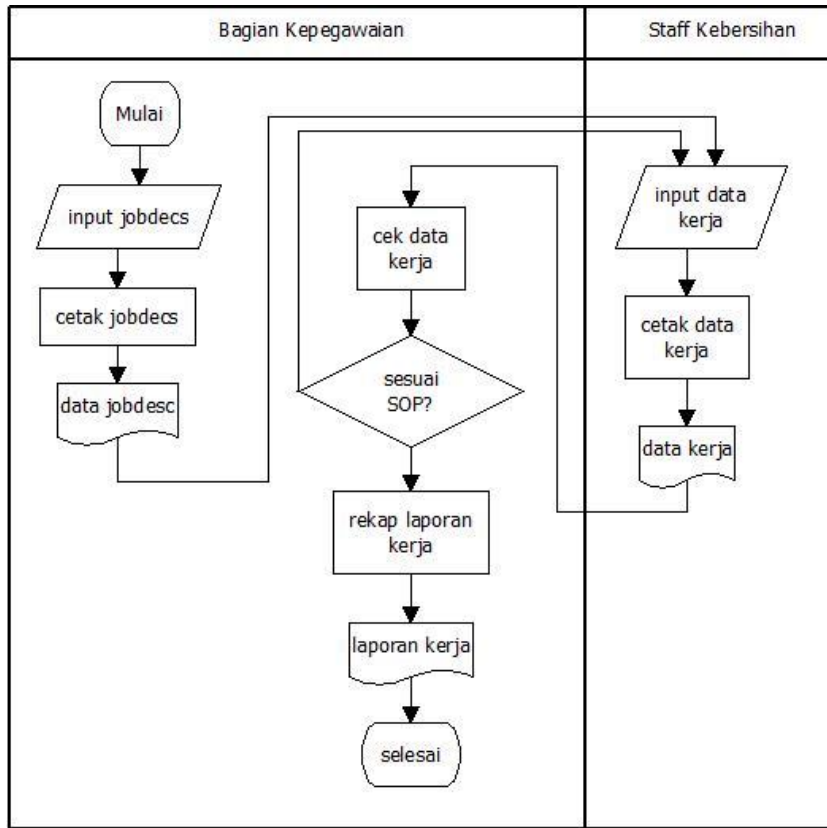 Bagian Kepegawaian
Staff Kebersihan
Mulai
input jobdecs
cetak jobdecs
data jobdesc
cek data
kerja
sesuai
SOP?
rekap laporan
kerja
laporan kerja
selesai
input data
kerja
cetak data
kerja
data kerja